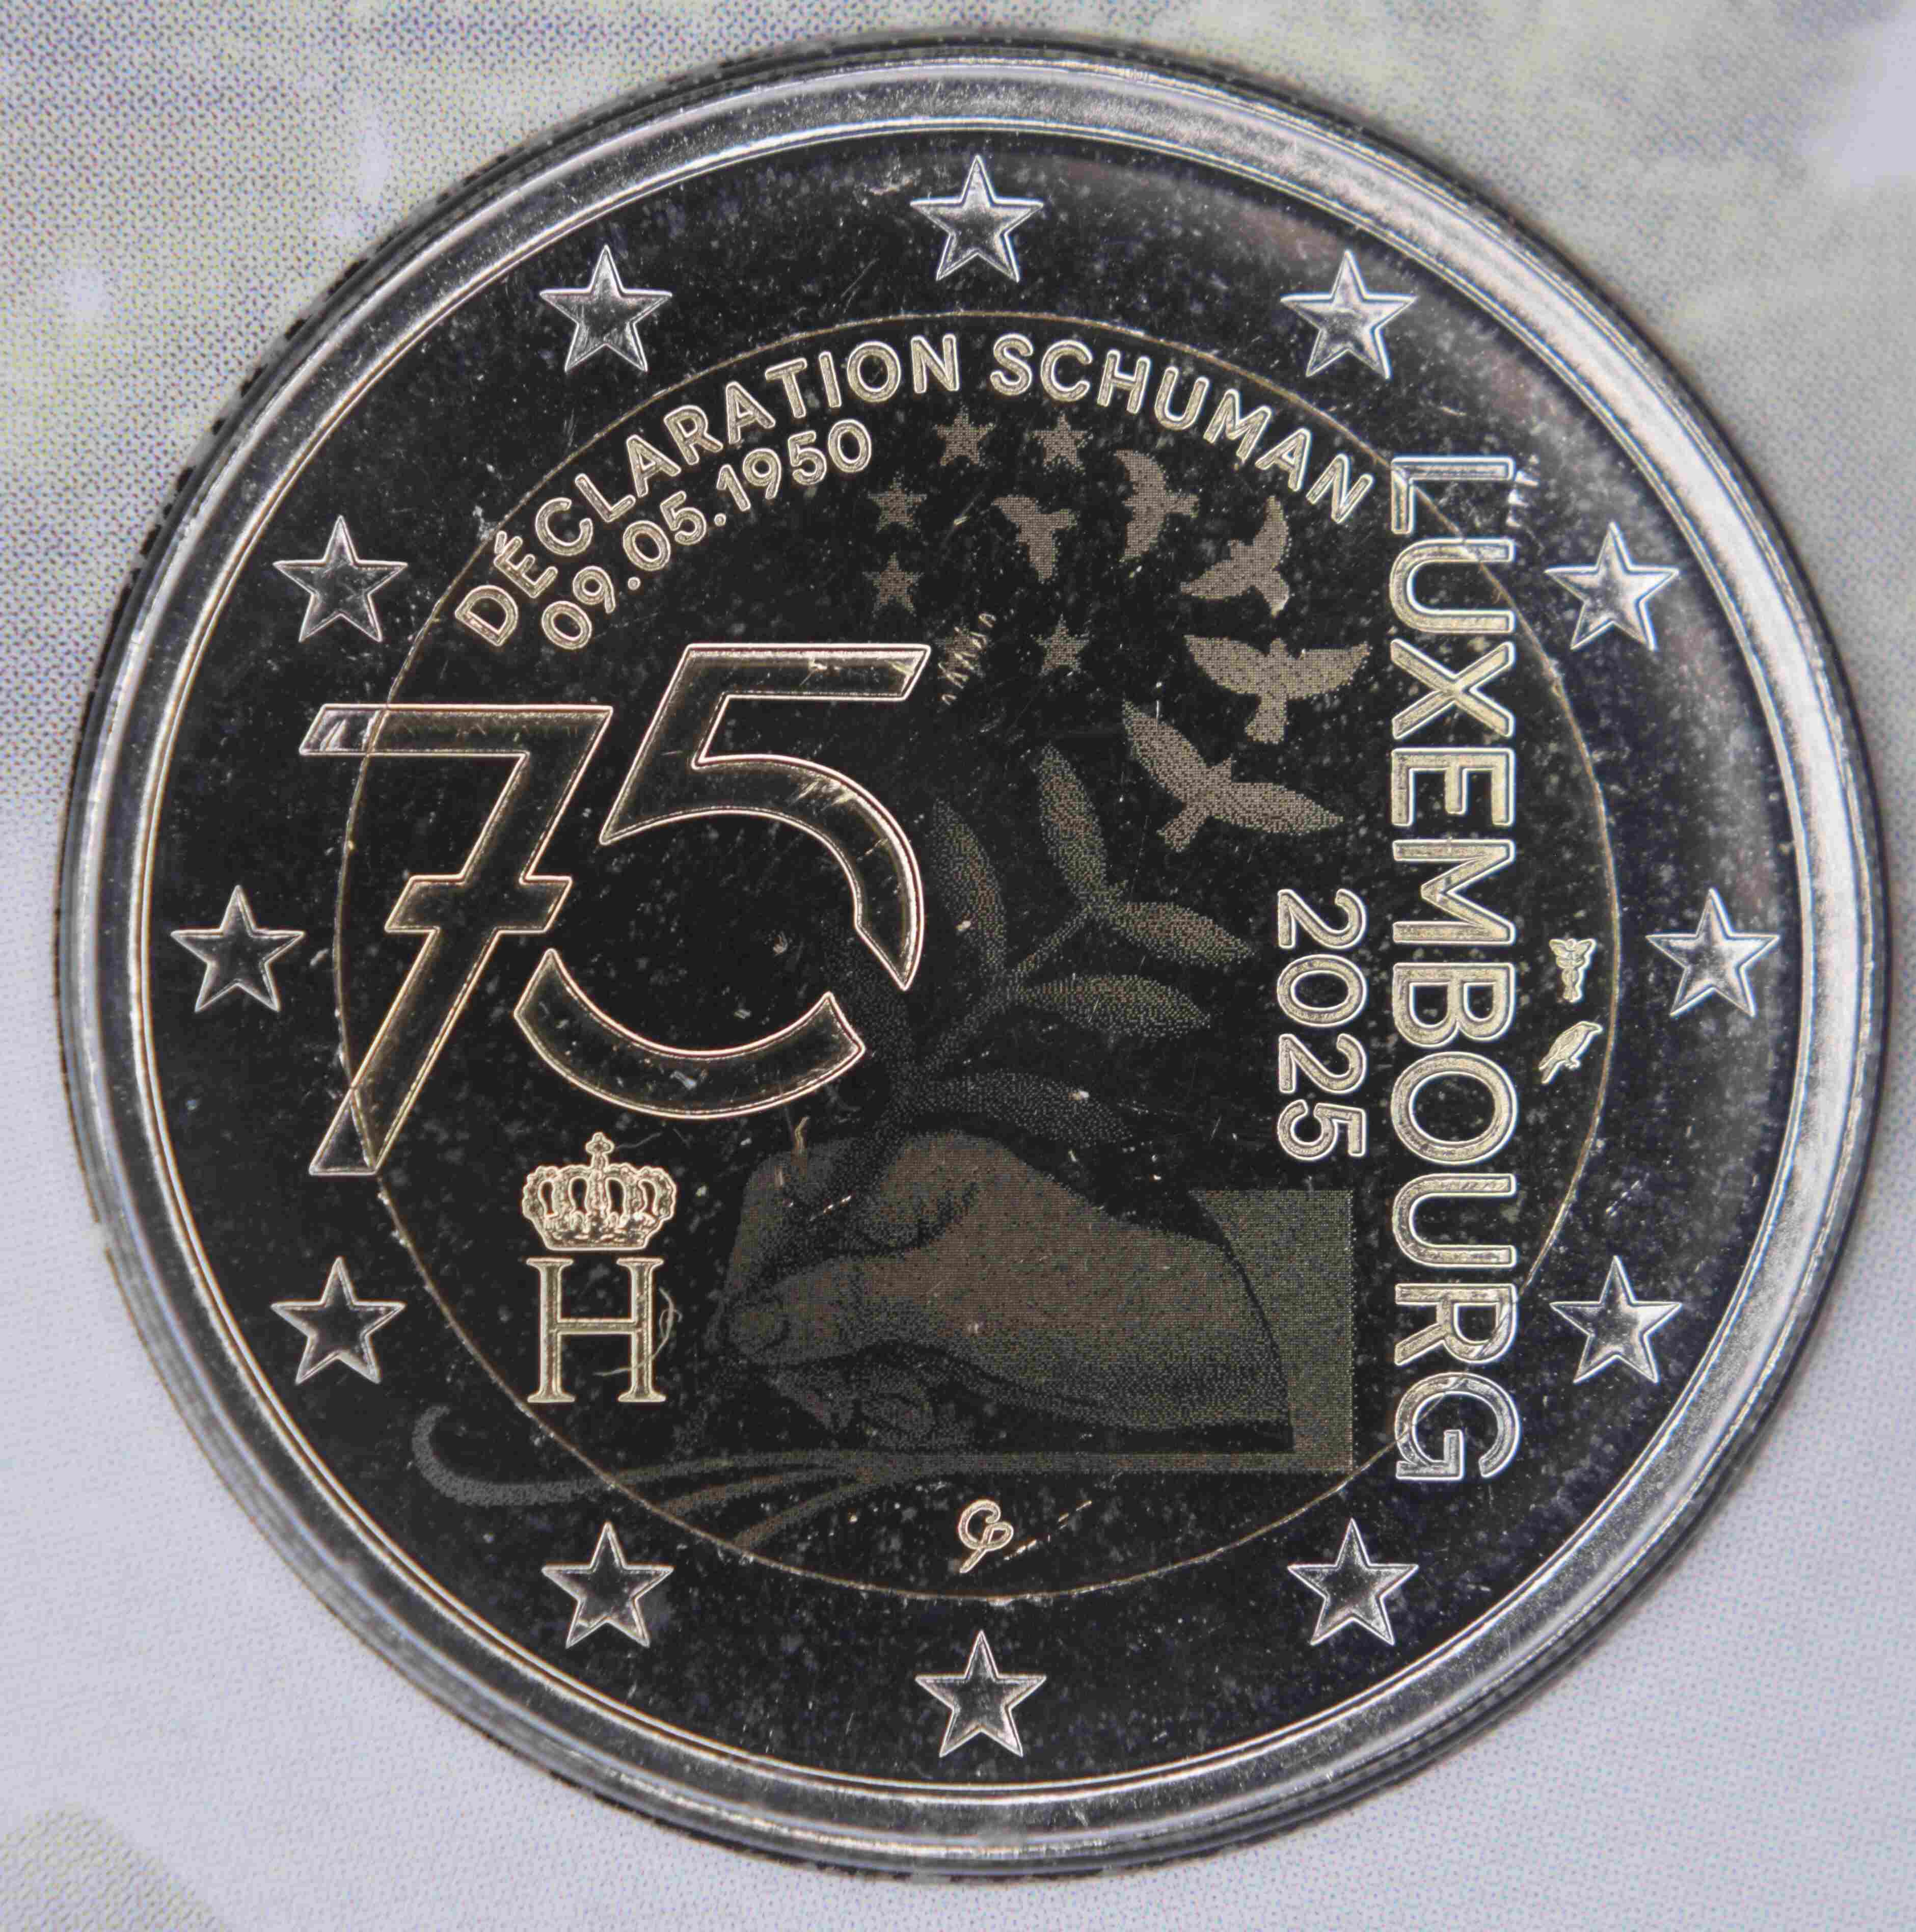 DÉCLARATION SCHUMAN
09.05.1950
75
H
LUXEMBOURG
2025